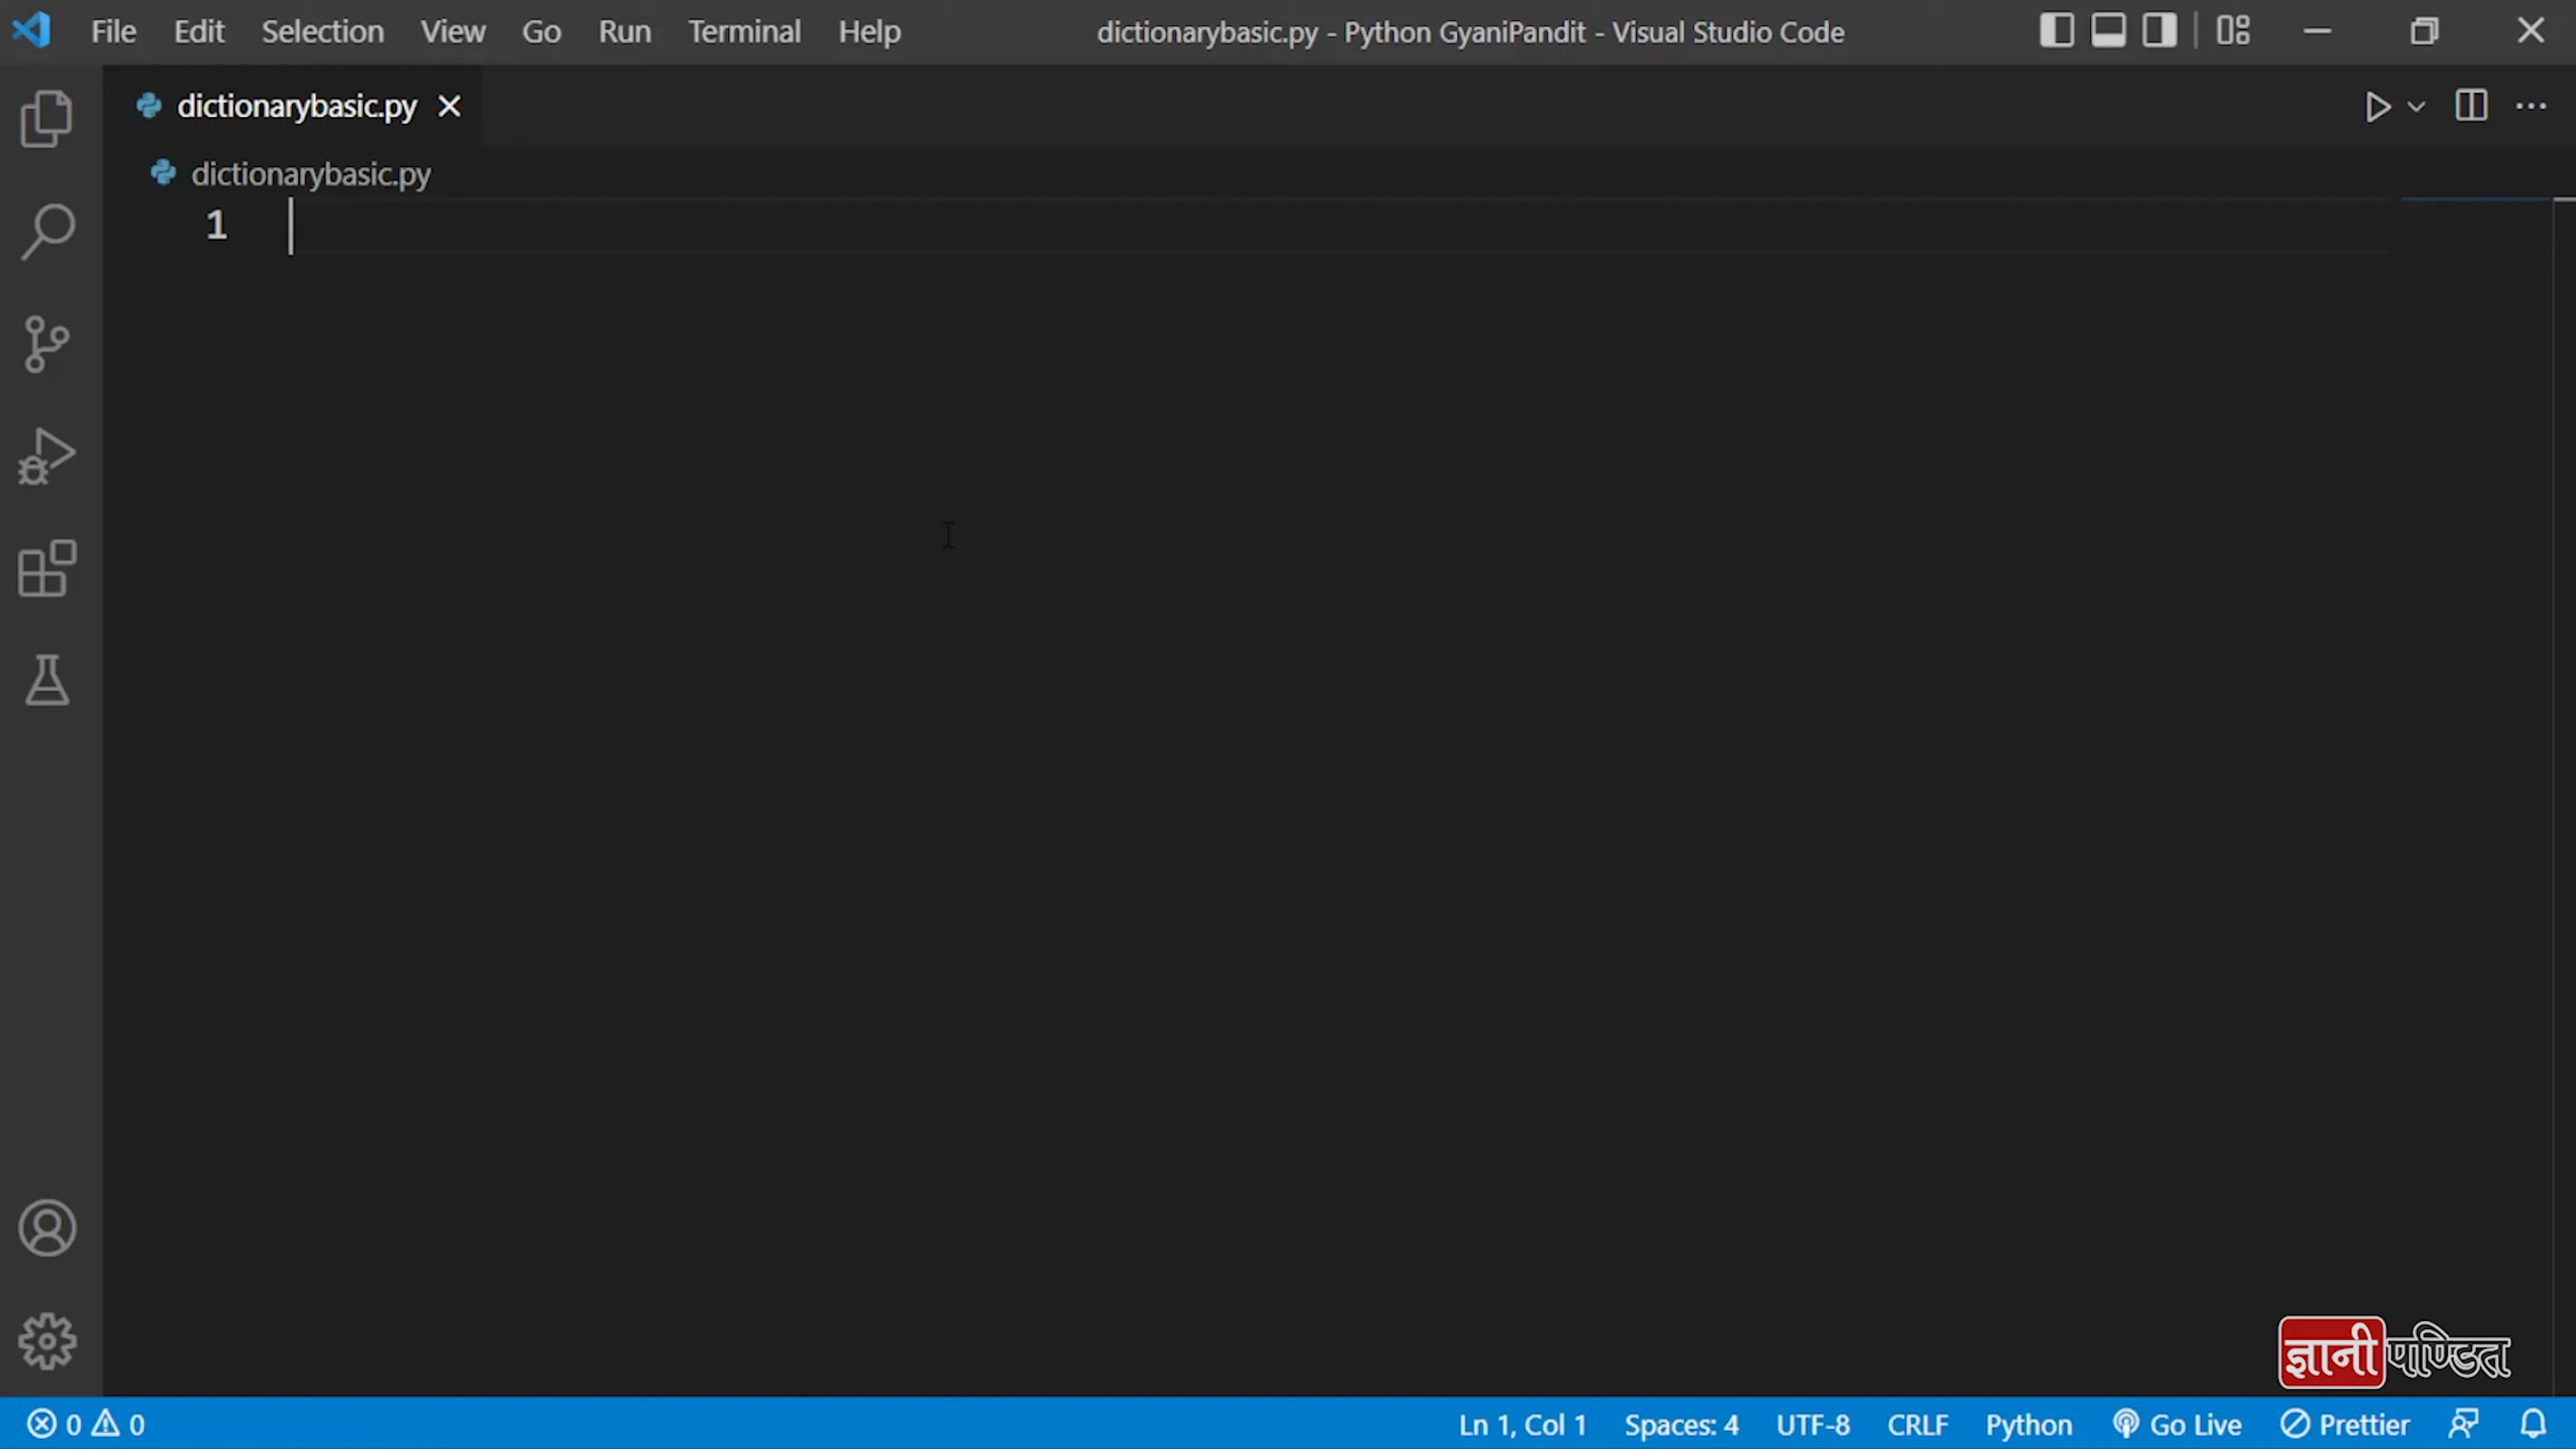 File Edit Selection View Go Run Terminal Help dictionarybasic.py - Python GyaniPandit - Visual Studio Code
dictionarybasic.py
dictionarybasic.py
1
ज्ञानी पण्डित
0 0 Ln 1, Col 1 Spaces: 4 UTF-8 CRLF Python Go Live Prettier